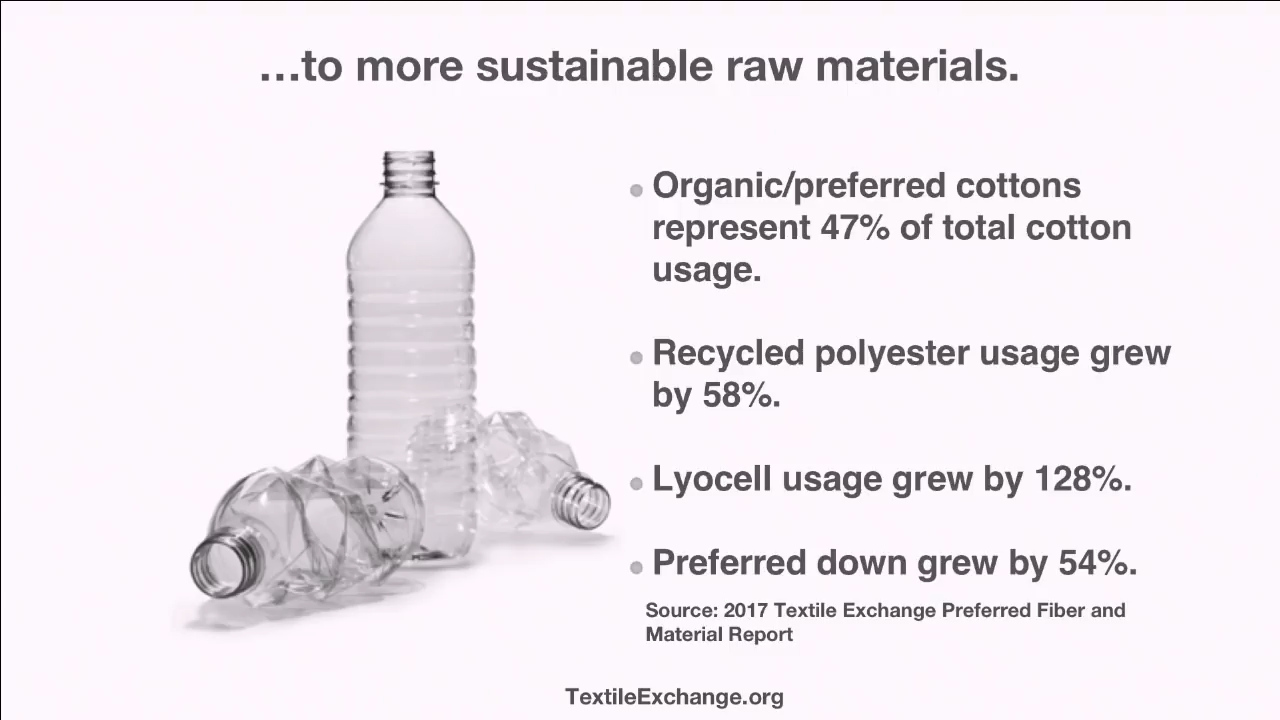 …to more sustainable raw materials.
Organic/preferred cottons
represent 47% of total cotton
usage.
Recycled polyester usage grew
by 58%.
Lyocell usage grew by 128%.
Preferred down grew by 54%.
Source: 2017 Textile Exchange Preferred Fiber and
Material Report
TextileExchange.org